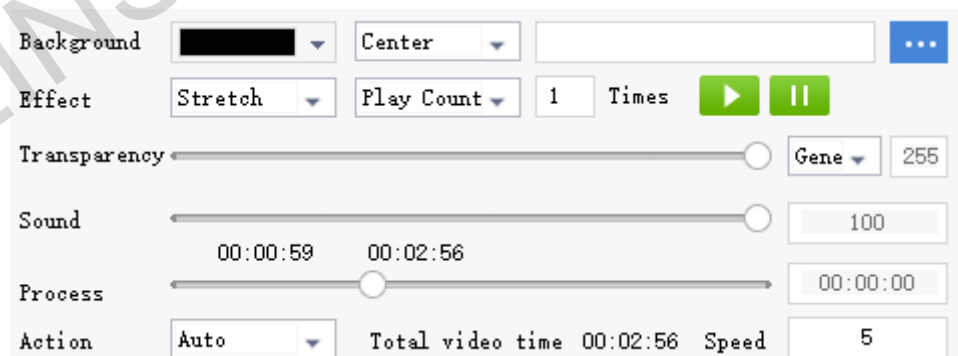 Background Center ...
Effect Stretch Play Count 1 Times
Transparency Gene 255
Sound 100
00:00:59 00:02:56
Process 00:00:00
Action Auto Total video time 00:02:56 Speed 5